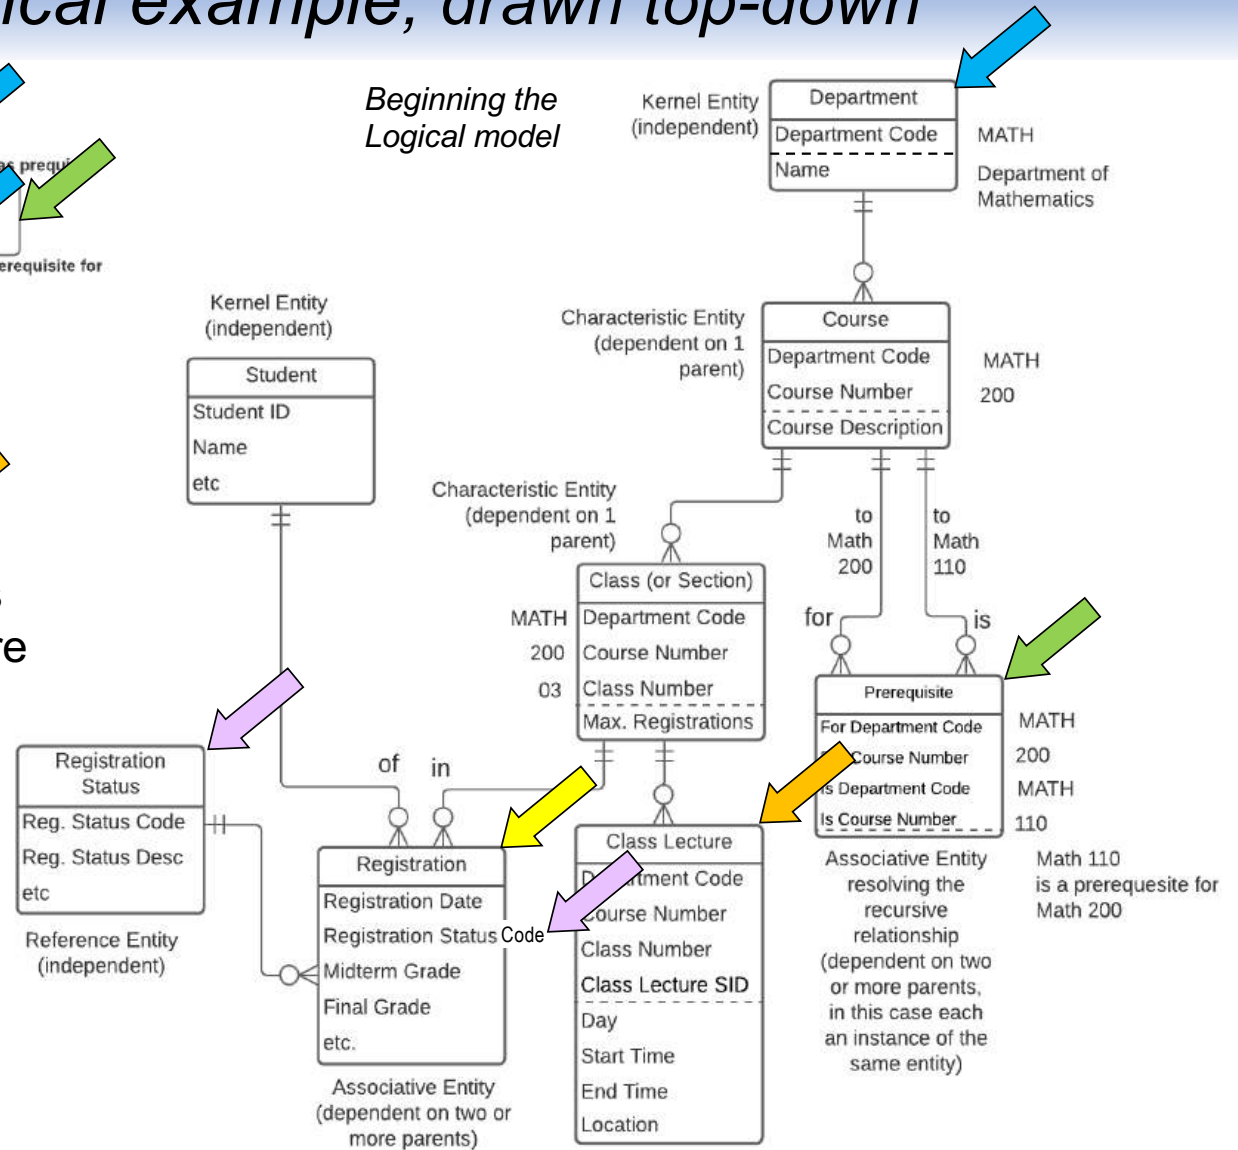 ical example, drawn top-down
Beginning the
Logical model
as prequi
erequisite for
re
Kernel Entity
(independent)
Department
Department Code
Name
MATH
Department of
Mathematics
Kernel Entity
(independent)
Student
Student ID
Name
etc
Characteristic Entity
(dependent on 1
parent)
Course
Department Code
Course Number
Course Description
MATH
200
Characteristic Entity
(dependent on 1
parent)
Class (or Section)
MATH Department Code
200 Course Number
03 Class Number
Max. Registrations
to
Math
200
to
Math
110
for
is
Prerequisite
For Department Code
Course Number
Is Department Code
Is Course Number
MATH
200
MATH
110
Associative Entity
resolving the
recursive
relationship
(dependent on two
or more parents,
in this case each
an instance of the
same entity)
Math 110
is a prerequesite for
Math 200
Registration
Status
Reg. Status Code
Reg. Status Desc
etc
Reference Entity
(independent)
of
in
Registration
Registration Date
Registration Status Code
Midterm Grade
Final Grade
etc.
Associative Entity
(dependent on two or
more parents)
Class Lecture
Department Code
Course Number
Class Number
Class Lecture SID
Day
Start Time
End Time
Location